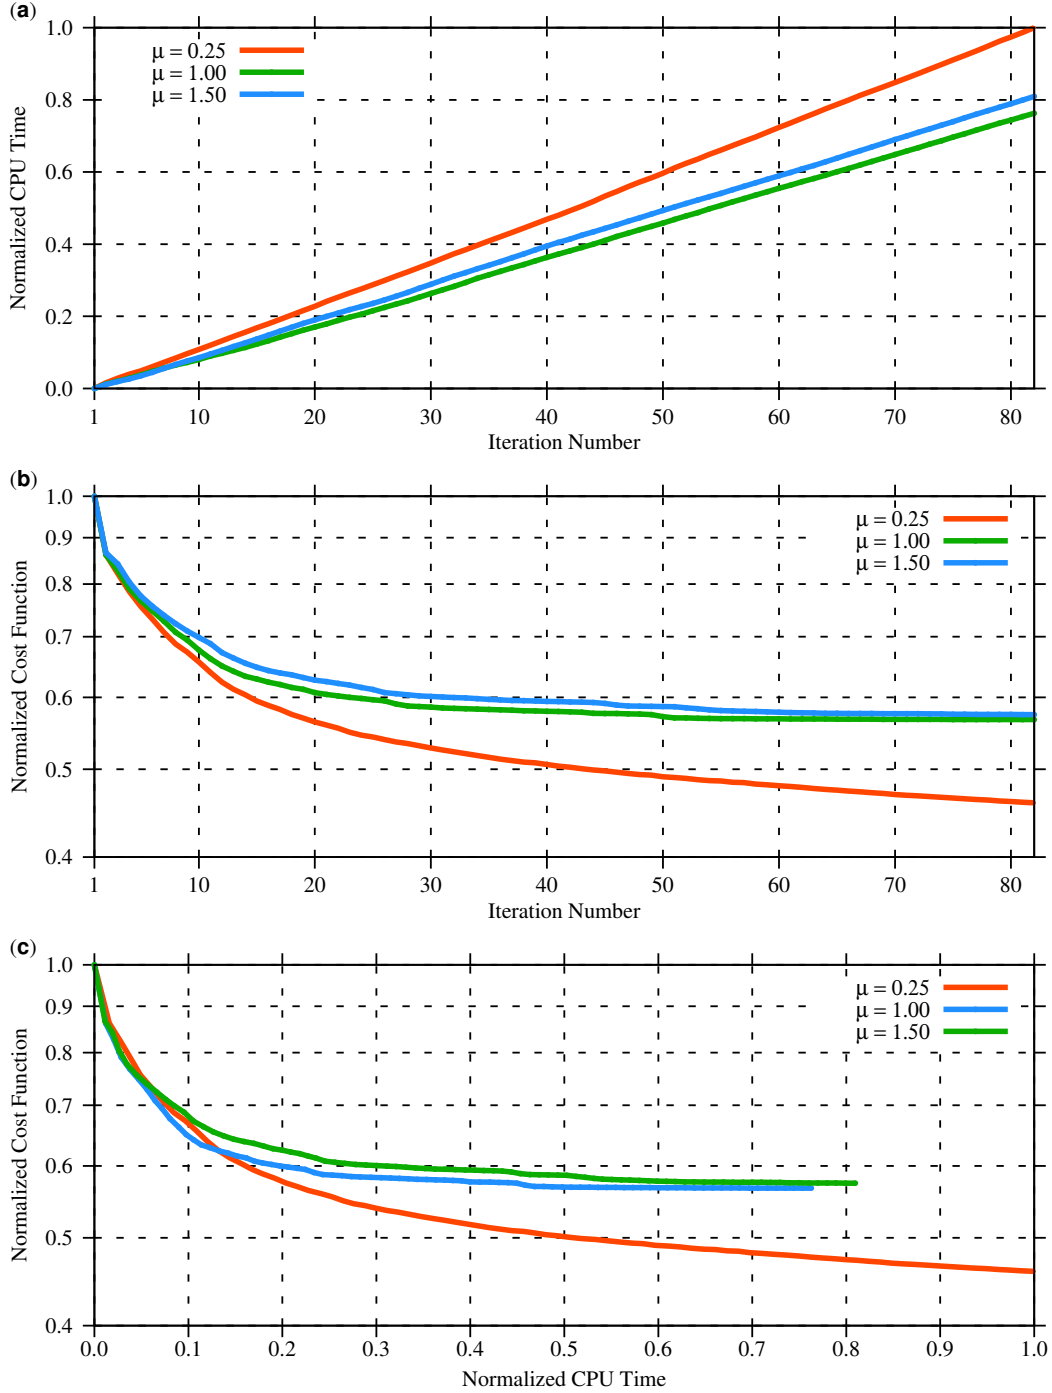 (a)
1.0
0.8
0.6
0.4
0.2
0.0
Normalized CPU Time
μ = 0.25
μ = 1.00
μ = 1.50
1 10 20 30 40 50 60 70 80
Iteration Number
(b)
1.0
0.9
0.8
0.7
0.6
0.5
0.4
Normalized Cost Function
μ = 0.25
μ = 1.00
μ = 1.50
1 10 20 30 40 50 60 70 80
Iteration Number
(c)
1.0
0.9
0.8
0.7
0.6
0.5
0.4
Normalized Cost Function
μ = 0.25
μ = 1.00
μ = 1.50
0.0 0.1 0.2 0.3 0.4 0.5 0.6 0.7 0.8 0.9 1.0
Normalized CPU Time